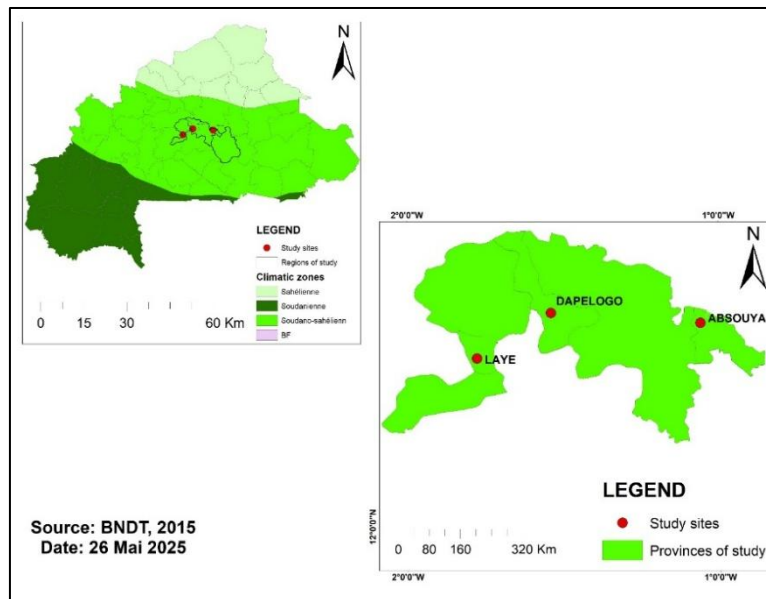 N
LEGEND
Study sites
Regions of study
Climatic zones
Sahélienne
Soudanienne
Soudano-sahélienn
BF
0 15 30 60 Km
2°0'0"W 1°0'0"W
N
DAPELOGO
ABSOUYA
LAYE
12°0'0"N
LEGEND
Study sites
Provinces of study
0 80 160 320 Km
2°0'0"W 1°0'0"W
Source: BNDT, 2015
Date: 26 Mai 2025